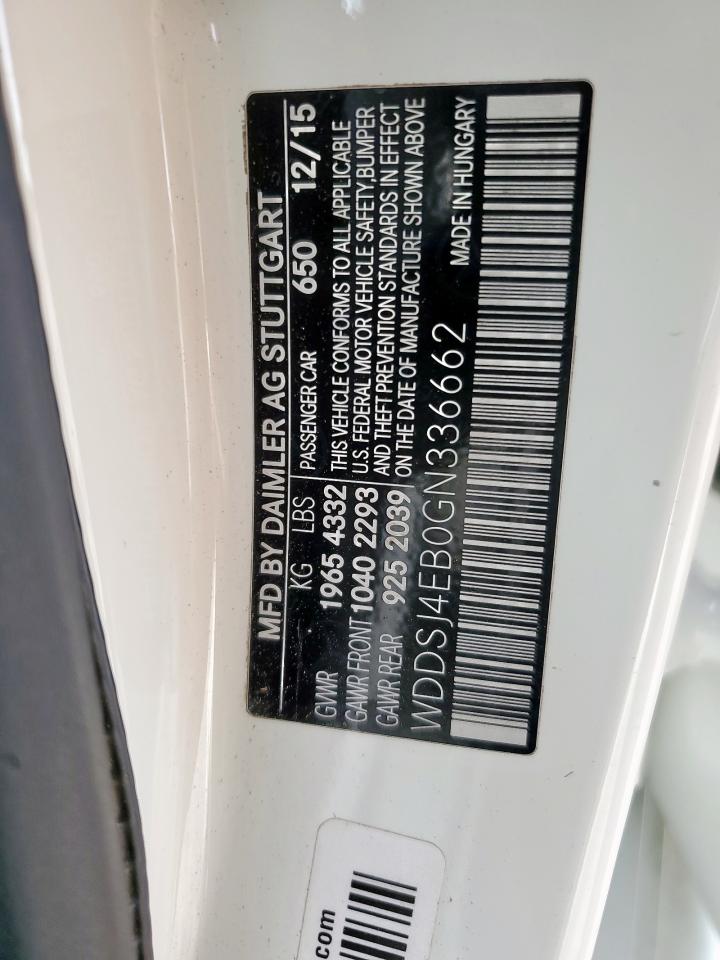 MFD BY DAIMLER AG STUTTGART
KG LBS PASSENGER CAR 650 12/15
GVWR 1965 4332 THIS VEHICLE CONFORMS TO ALL APPLICABLE
GAWR FRONT 1040 2293 U.S. FEDERAL MOTOR VEHICLE SAFETY,BUMPER
GAWR REAR 925 2039 AND THEFT PREVENTION STANDARDS IN EFFECT
ON THE DATE OF MANUFACTURE SHOWN ABOVE
WDDSJ4EB0GN336662 MADE IN HUNGARY
.com